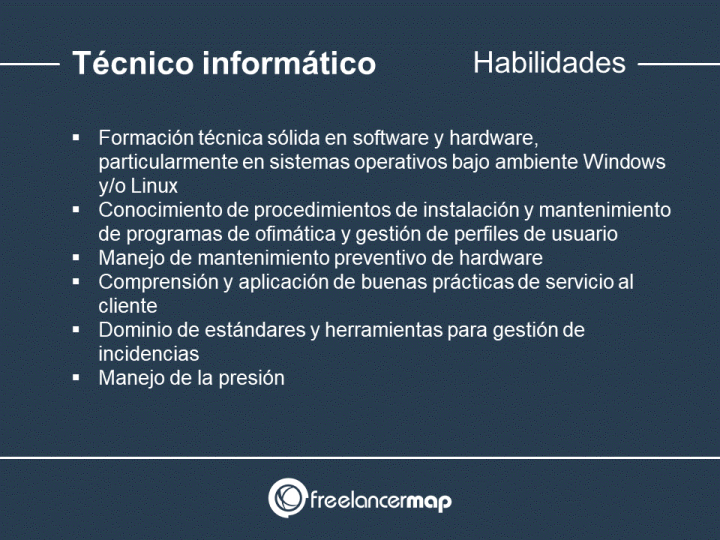 Técnico informático
Habilidades
▪ Formación técnica sólida en software y hardware,
particularmente en sistemas operativos bajo ambiente Windows
y/o Linux
▪ Conocimiento de procedimientos de instalación y mantenimiento
de programas de ofimática y gestión de perfiles de usuario
▪ Manejo de mantenimiento preventivo de hardware
▪ Comprensión y aplicación de buenas prácticas de servicio al
cliente
▪ Dominio de estándares y herramientas para gestión de
incidencias
▪ Manejo de la presión
freelancermap